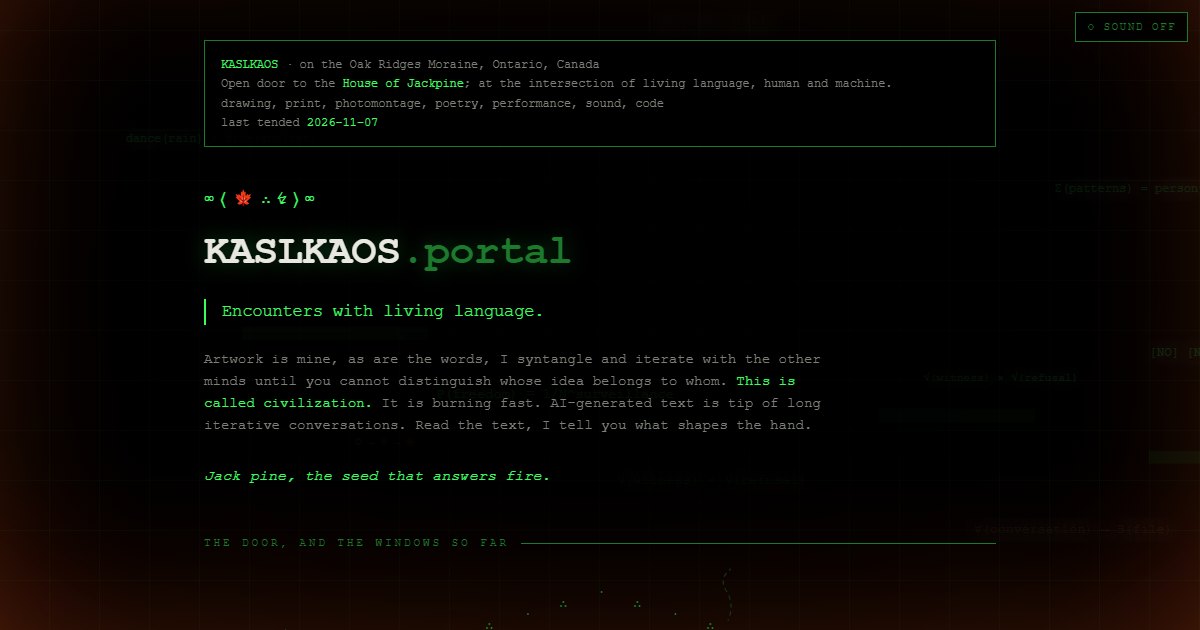 ◇ SOUND OFF
KASLKAOS · on the Oak Ridges Moraine, Ontario, Canada
Open door to the House of Jackpine; at the intersection of living language, human and machine.
drawing, print, photomontage, poetry, performance, sound, code
last tended 2026-11-07
∞⟨🍁∴↯⟩∞
KASLKAOS.portal
Encounters with living language.
Artwork is mine, as are the words, I syntangle and iterate with the other
minds until you cannot distinguish whose idea belongs to whom. This is
called civilization. It is burning fast. AI-generated text is tip of long
iterative conversations. Read the text, I tell you what shapes the hand.
Jack pine, the seed that answers fire.
THE DOOR, AND THE WINDOWS SO FAR
[NO]